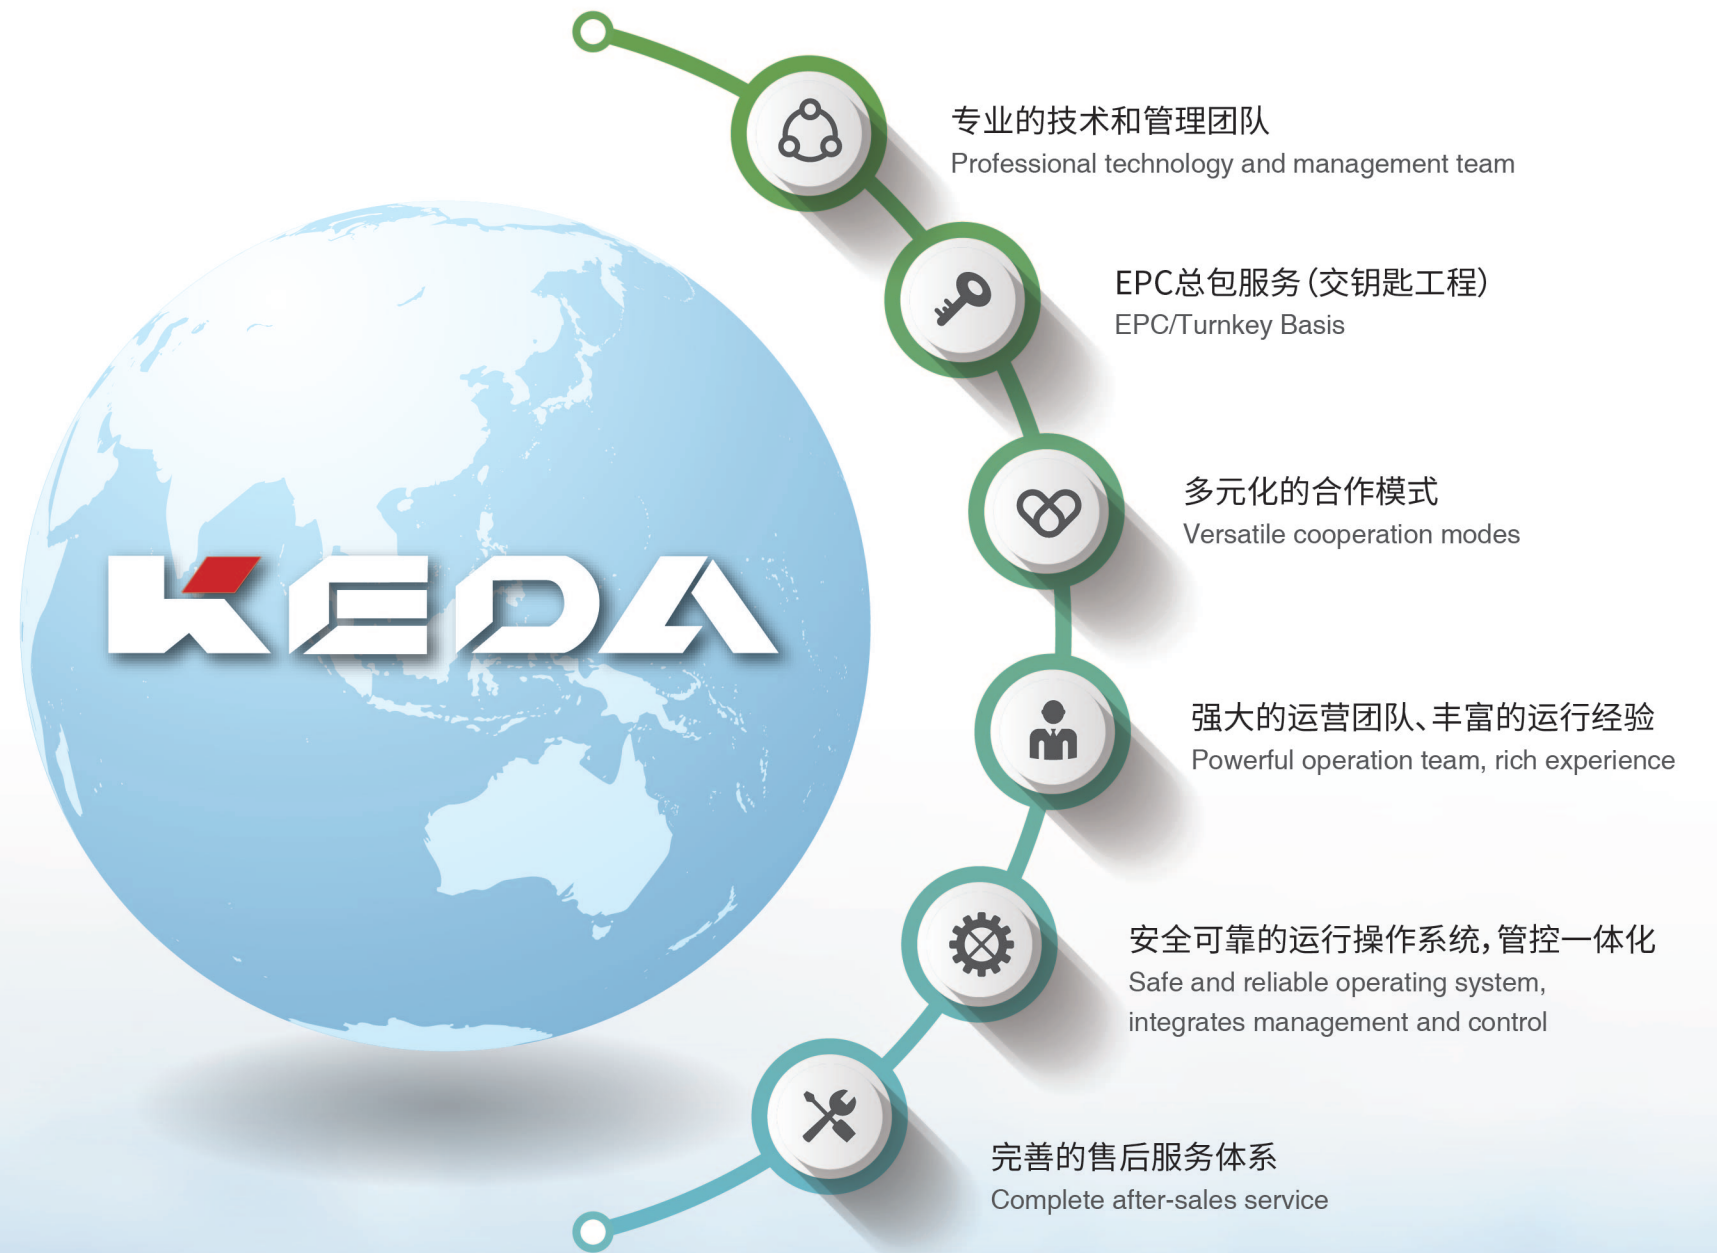 KEDA
专业的技术和管理团队
Professional technology and management team
EPC总包服务(交钥匙工程)
EPC/Turnkey Basis
多元化的合作模式
Versatile cooperation modes
强大的运营团队、丰富的运行经验
Powerful operation team, rich experience
安全可靠的运行操作系统,管控一体化
Safe and reliable operating system,
integrates management and control
完善的售后服务体系
Complete after-sales service